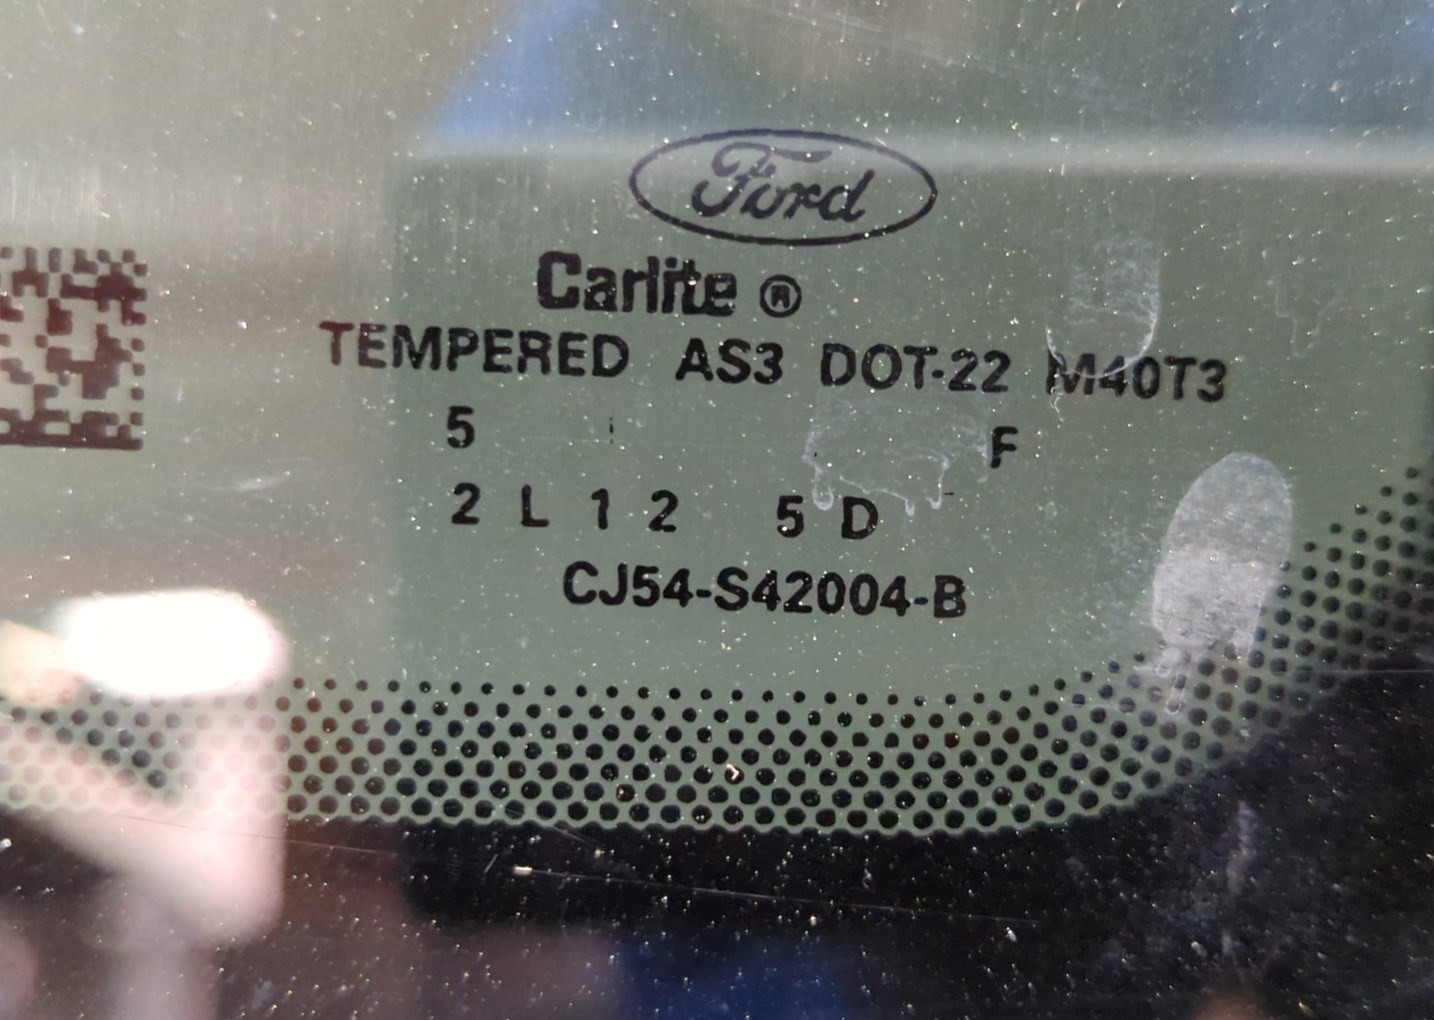 Ford
Carlite ®
TEMPERED AS3 DOT-22 M40T3
5 F
2 L 1 2 5 D
CJ54-S42004-B